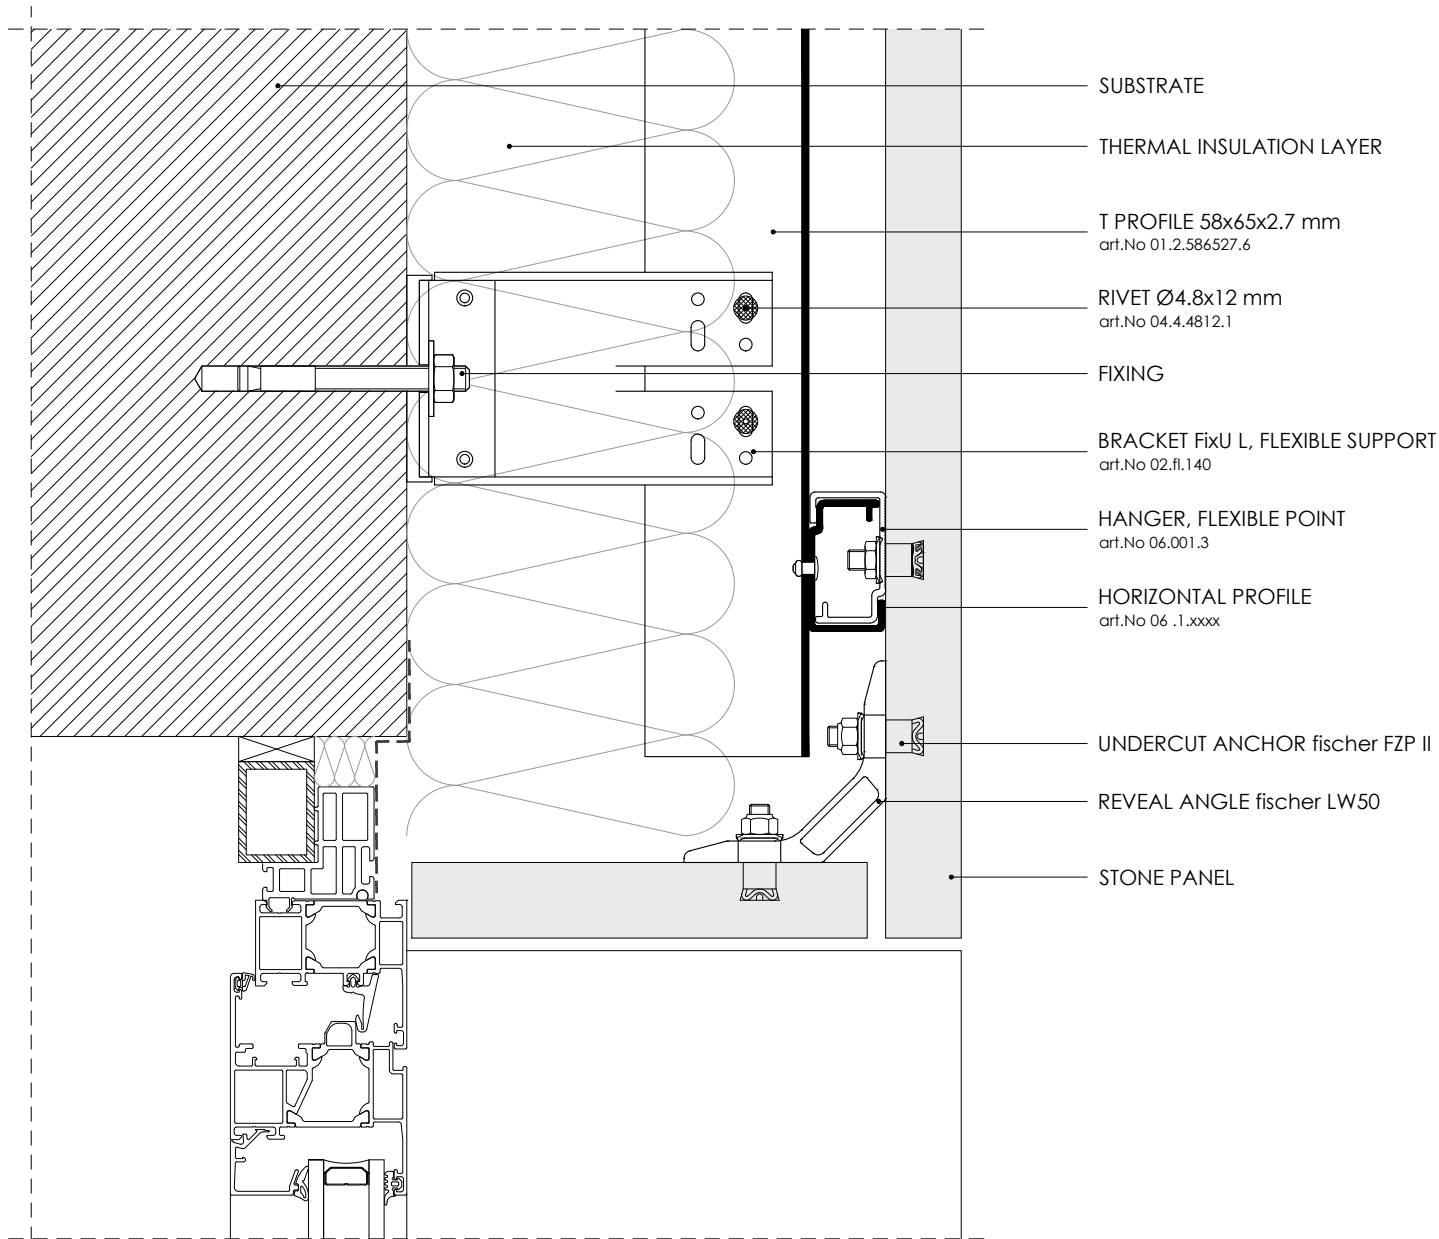 SUBSTRATE
THERMAL INSULATION LAYER
T PROFILE 58x65x2.7 mm
art.No 01.2.586527.6
RIVET Ø4.8x12 mm
art.No 04.4.4812.1
FIXING
BRACKET FixU L, FLEXIBLE SUPPORT
art.No 02.fl.140
HANGER, FLEXIBLE POINT
art.No 06.001.3
HORIZONTAL PROFILE
art.No 06 .1.xxxx
UNDERCUT ANCHOR fischer FZP II
REVEAL ANGLE fischer LW50
STONE PANEL